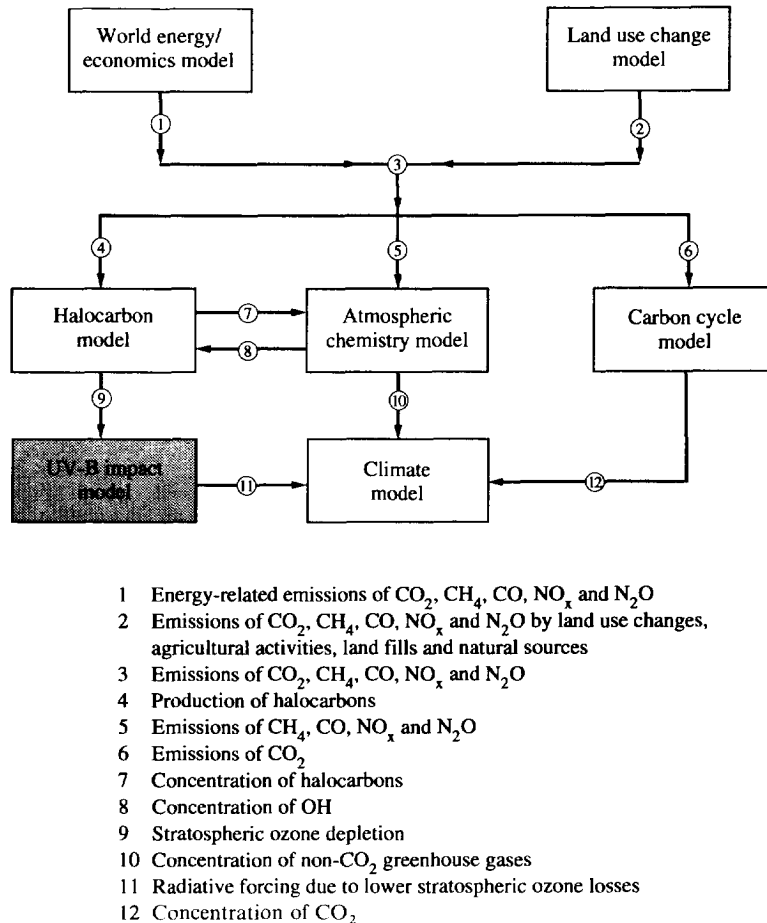 World energy/
economics model
Land use change
model
1
2
3
4
5
6
Halocarbon
model
7
8
Atmospheric
chemistry model
Carbon cycle
model
9
10
UV-B impact
model
11
Climate
model
12
1 Energy-related emissions of CO₂, CH₄, CO, NOₓ and N₂O
2 Emissions of CO₂, CH₄, CO, NOₓ and N₂O by land use changes,
agricultural activities, land fills and natural sources
3 Emissions of CO₂, CH₄, CO, NOₓ and N₂O
4 Production of halocarbons
5 Emissions of CH₄, CO, NOₓ and N₂O
6 Emissions of CO₂
7 Concentration of halocarbons
8 Concentration of OH
9 Stratospheric ozone depletion
10 Concentration of non-CO₂ greenhouse gases
11 Radiative forcing due to lower stratospheric ozone losses
12 Concentration of CO₂